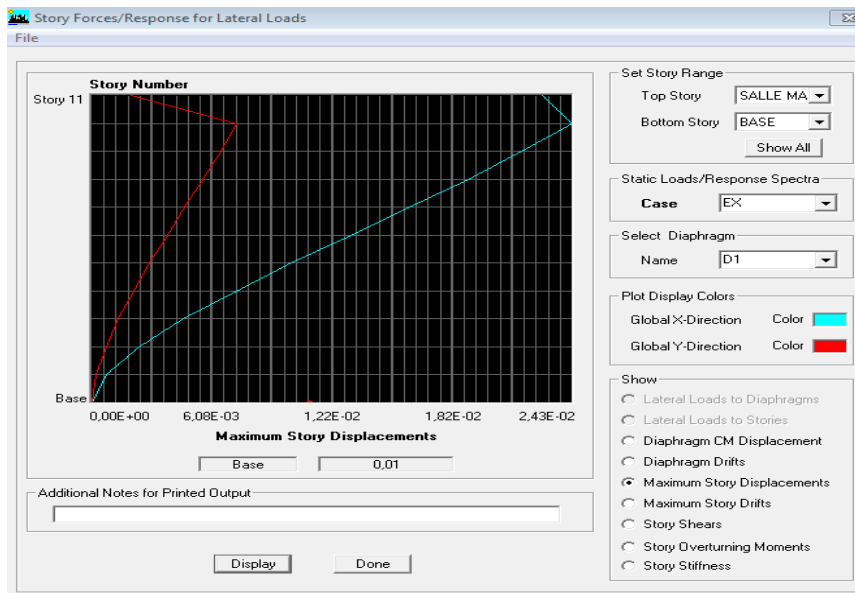 Story Forces/Response for Lateral Loads
File
Story Number
Story 11
Base
0,00E+00 6,08E-03 1,22E-02 1,82E-02 2,43E-02
Maximum Story Displacements
Base 0,01
Additional Notes for Printed Output
Display Done
Set Story Range
Top Story SALLE MA
Bottom Story BASE
Show All
Static Loads/Response Spectra
Case EX
Select Diaphragm
Name D1
Plot Display Colors
Global X-Direction Color
Global Y-Direction Color
Show
Lateral Loads to Diaphragms
Lateral Loads to Stories
Diaphragm CM Displacement
Diaphragm Drifts
Maximum Story Displacements
Maximum Story Drifts
Story Shears
Story Overturning Moments
Story Stiffness